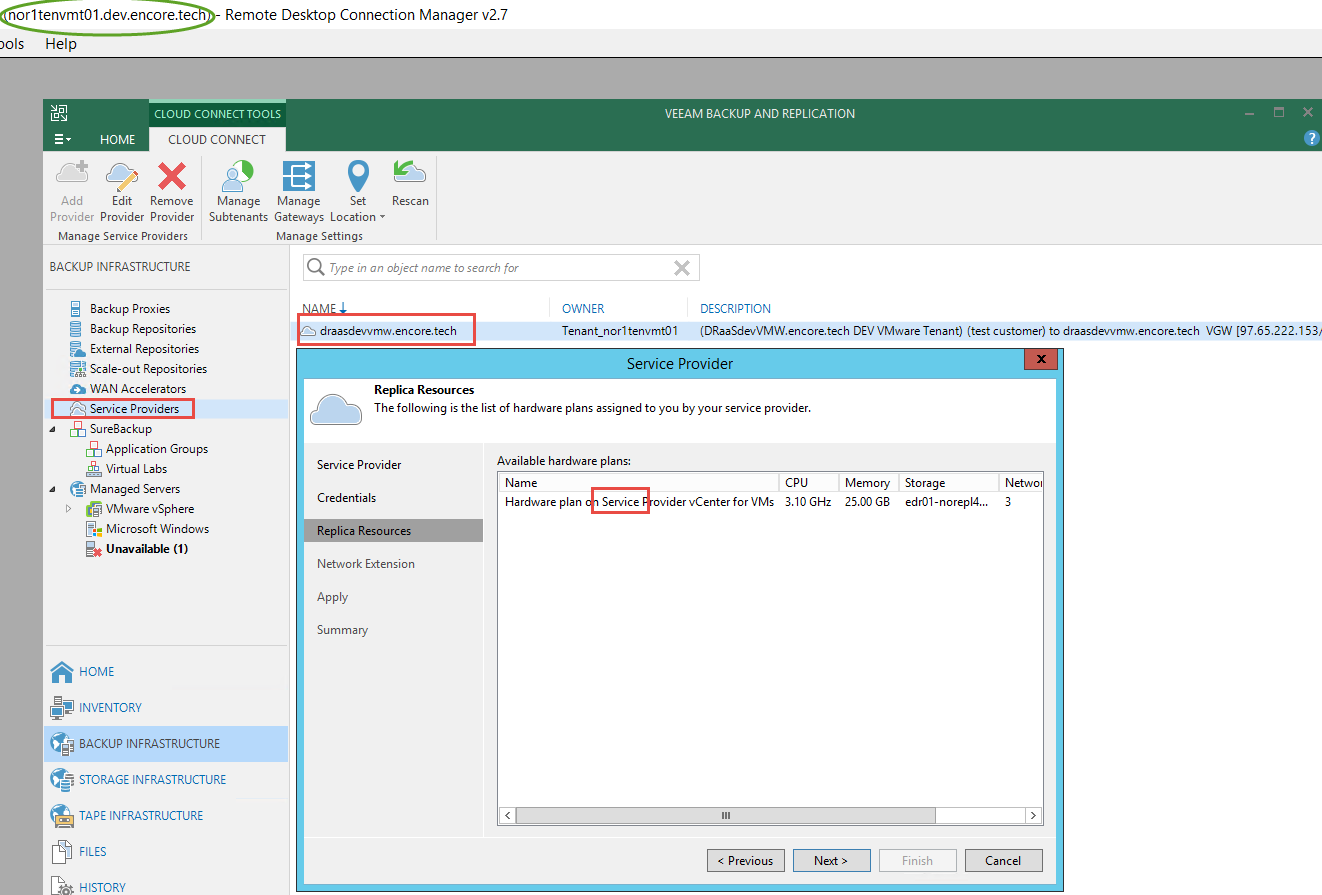 (nor1tenvmt01.dev.encore.tech) - Remote Desktop Connection Manager v2.7
ools Help
CLOUD CONNECT TOOLS VEEAM BACKUP AND REPLICATION
HOME CLOUD CONNECT ?
Add Provider
Edit Provider
Remove Provider
Manage Subtenants
Manage Gateways
Set Location
Rescan
Manage Service Providers Manage Settings
BACKUP INFRASTRUCTURE
Type in an object name to search for
Backup Proxies
Backup Repositories
External Repositories
Scale-out Repositories
WAN Accelerators
Service Providers
SureBackup
Application Groups
Virtual Labs
Managed Servers
VMware vSphere
Microsoft Windows
Unavailable (1)
NAME OWNER DESCRIPTION
draasdevvmw.encore.tech Tenant_nor1tenvmt01 (DRaaSdevVMW.encore.tech DEV VMware Tenant) (test customer) to draasdevvmw.encore.tech VGW [97.65.222.153/
Service Provider x
Replica Resources
The following is the list of hardware plans assigned to you by your service provider.
Service Provider
Credentials
Replica Resources
Network Extension
Apply
Summary
Available hardware plans:
Name CPU Memory Storage Networ
Hardware plan on Service Provider vCenter for VMs 3.10 GHz 25.00 GB edr01-norepl4... 3
< Previous Next > Finish Cancel
HOME
INVENTORY
BACKUP INFRASTRUCTURE
STORAGE INFRASTRUCTURE
TAPE INFRASTRUCTURE
FILES
HISTORY